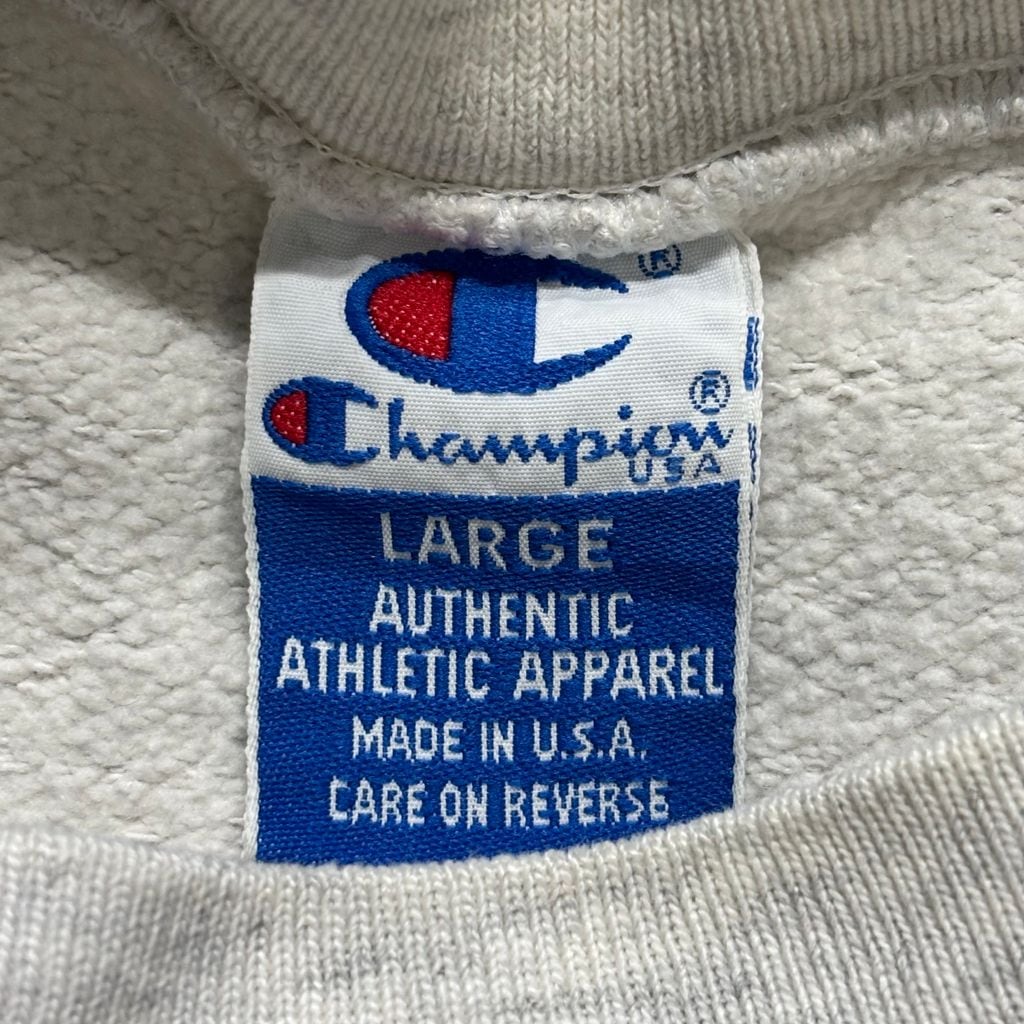 ®
Champion®
USA
LARGE
AUTHENTIC
ATHLETIC APPAREL
MADE IN U.S.A.
CARE ON REVERSE